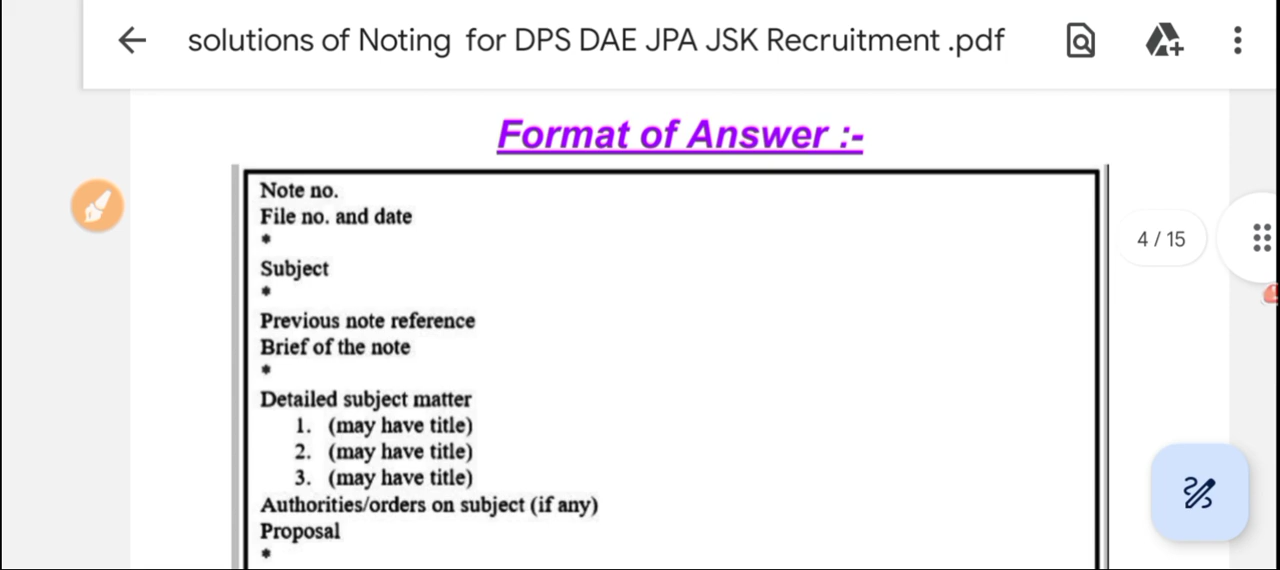 solutions of Noting for DPS DAE JPA JSK Recruitment .pdf
Format of Answer :-
Note no.
File no. and date
*
Subject
*
Previous note reference
Brief of the note
*
Detailed subject matter
1. (may have title)
2. (may have title)
3. (may have title)
Authorities/orders on subject (if any)
Proposal
*
4 / 15